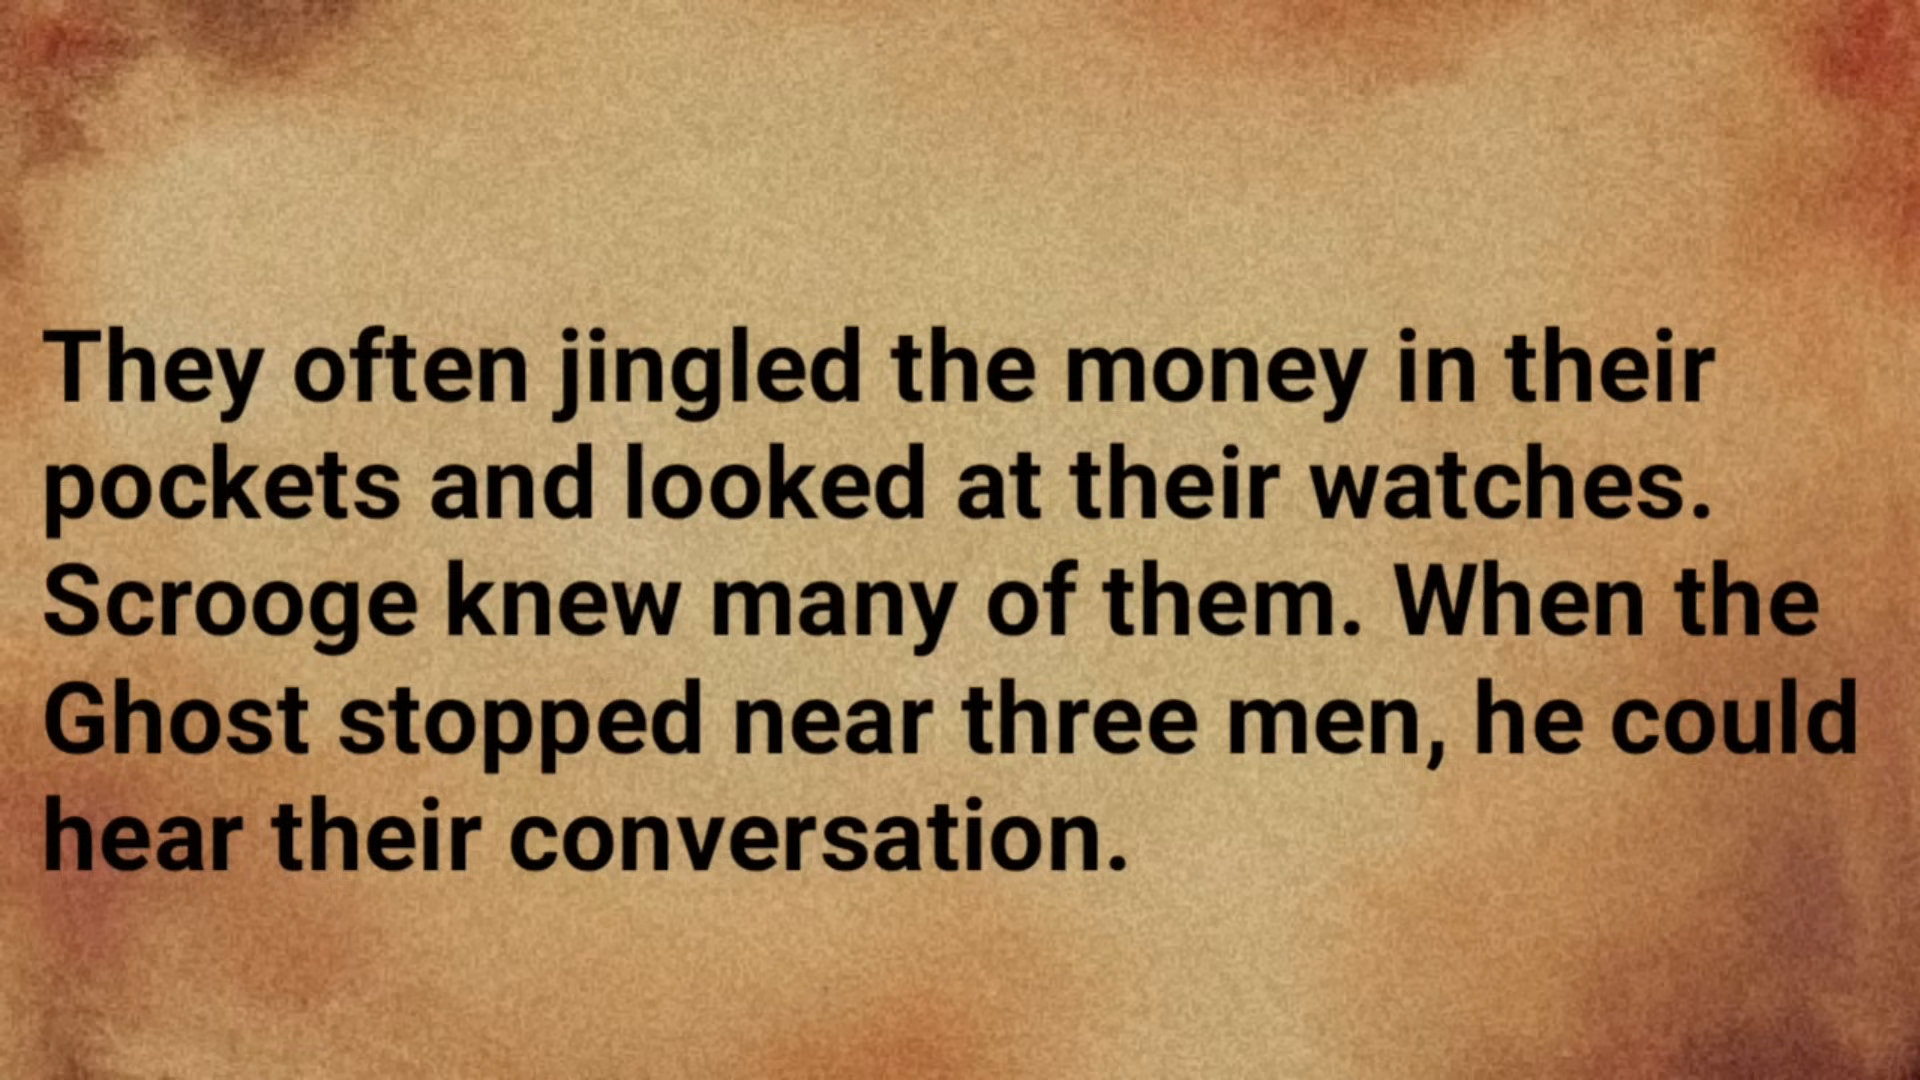 They often jingled the money in their
pockets and looked at their watches.
Scrooge knew many of them. When the
Ghost stopped near three men, he could
hear their conversation.